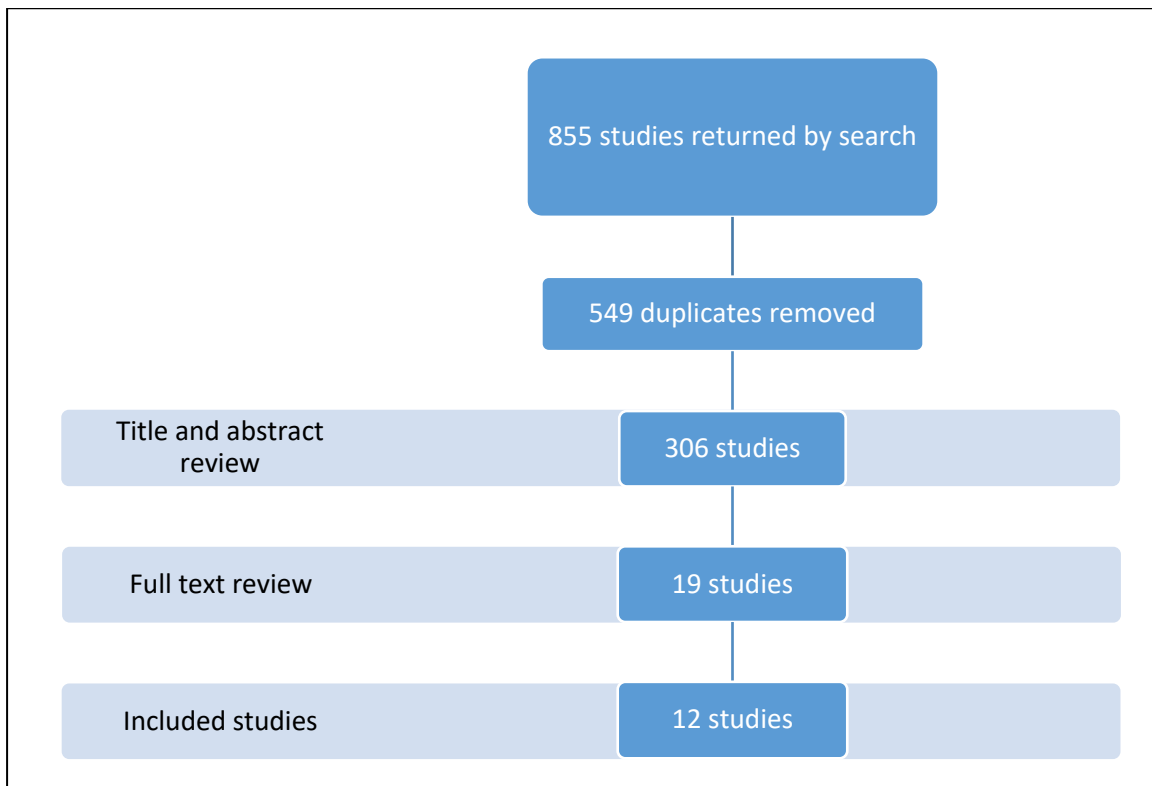 855 studies returned by search
549 duplicates removed
Title and abstract
review
306 studies
Full text review
19 studies
Included studies
12 studies